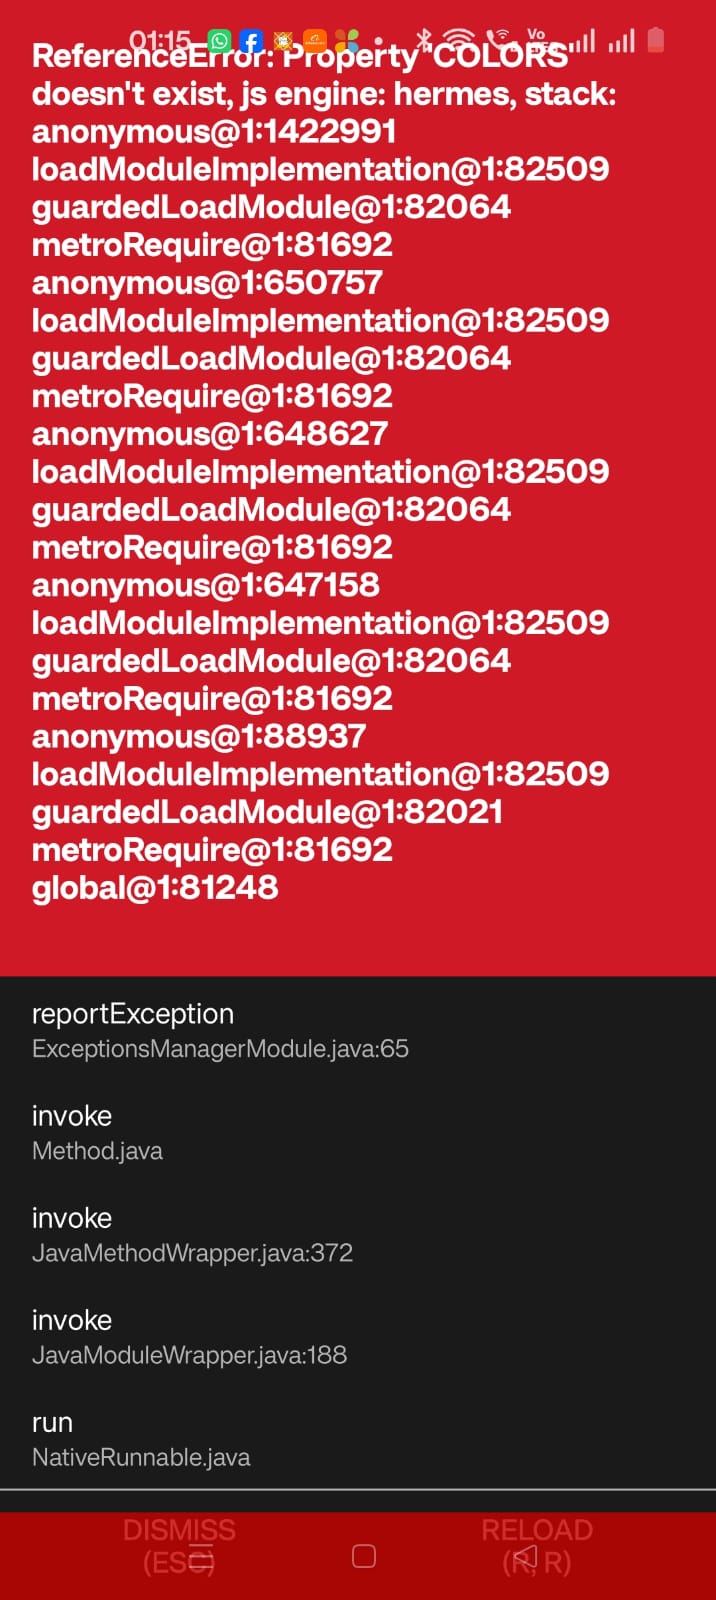 01:15
Vo
ReferenceError: Property 'COLORS'
doesn't exist, js engine: hermes, stack:
anonymous@1:1422991
loadModuleImplementation@1:82509
guardedLoadModule@1:82064
metroRequire@1:81692
anonymous@1:650757
loadModuleImplementation@1:82509
guardedLoadModule@1:82064
metroRequire@1:81692
anonymous@1:648627
loadModuleImplementation@1:82509
guardedLoadModule@1:82064
metroRequire@1:81692
anonymous@1:647158
loadModuleImplementation@1:82509
guardedLoadModule@1:82064
metroRequire@1:81692
anonymous@1:88937
loadModuleImplementation@1:82509
guardedLoadModule@1:82021
metroRequire@1:81692
global@1:81248
reportException
ExceptionsManagerModule.java:65
invoke
Method.java
invoke
JavaMethodWrapper.java:372
invoke
JavaModuleWrapper.java:188
run
NativeRunnable.java
DISMISS
(ESC)
RELOAD
(R, R)